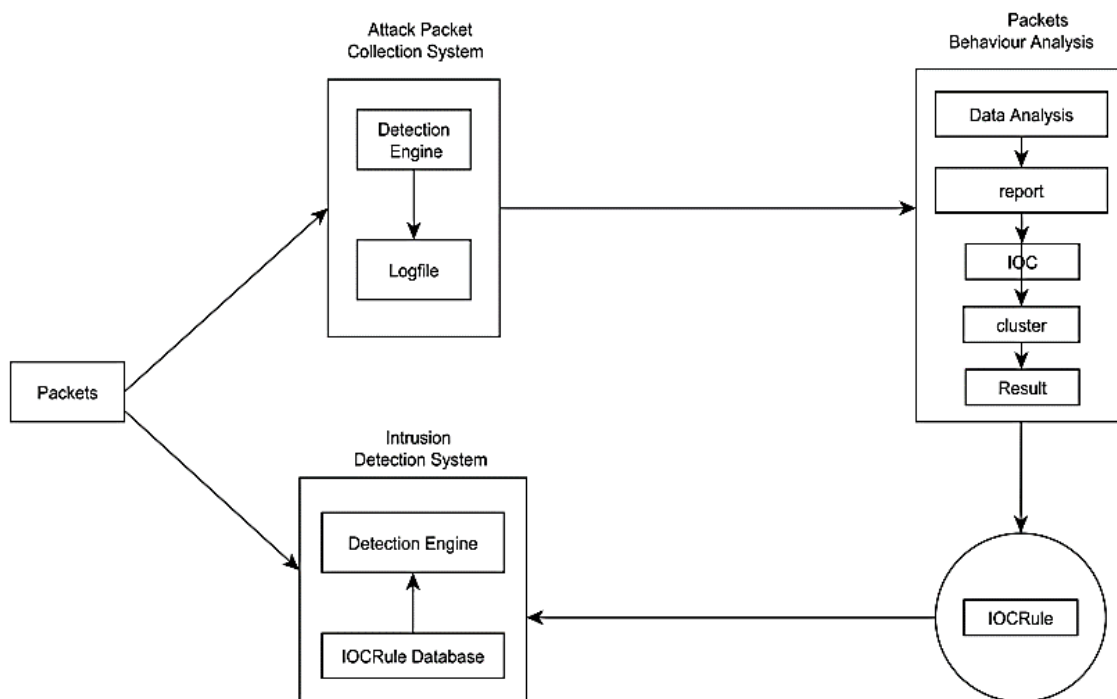 Attack Packet
Collection System
Detection
Engine
Logfile
Packets
Behaviour Analysis
Data Analysis
report
IOC
cluster
Result
Packets
Intrusion
Detection System
Detection Engine
IOCRule Database
IOCRule